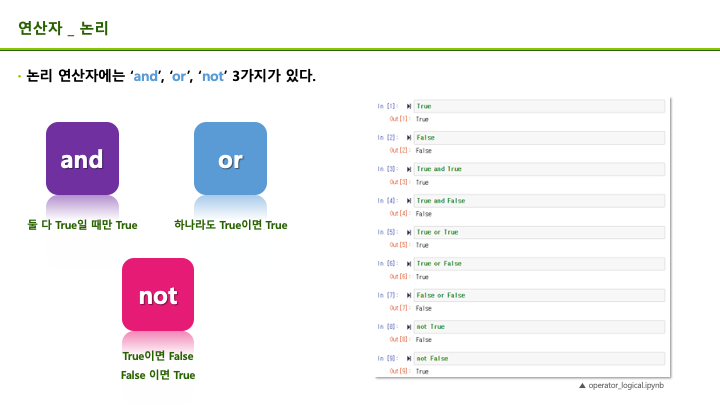 연산자 _ 논리
논리 연산자에는 ‘and’, ‘or’, ‘not’ 3가지가 있다.
and
둘 다 True일 때만 True
or
하나라도 True이면 True
not
True이면 False
False 이면 True
In [1]: True
Out[1]: True
In [2]: False
Out[2]: False
In [3]: True and True
Out[3]: True
In [4]: True and False
Out[4]: False
In [5]: True or True
Out[5]: True
In [6]: True or False
Out[6]: True
In [7]: False or False
Out[7]: False
In [8]: not True
Out[8]: False
In [9]: not False
Out[9]: True
▲ operator_logical.ipynb